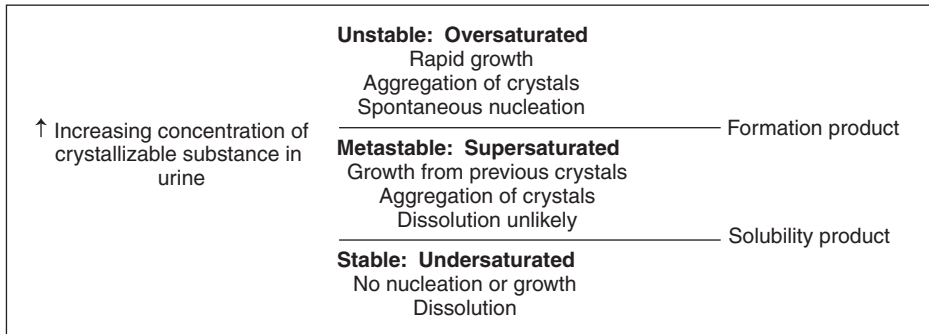 Unstable: Oversaturated
Rapid growth
Aggregation of crystals
Spontaneous nucleation
Formation product
↑ Increasing concentration of
crystallizable substance in
urine
Metastable: Supersaturated
Growth from previous crystals
Aggregation of crystals
Dissolution unlikely
Solubility product
Stable: Undersaturated
No nucleation or growth
Dissolution